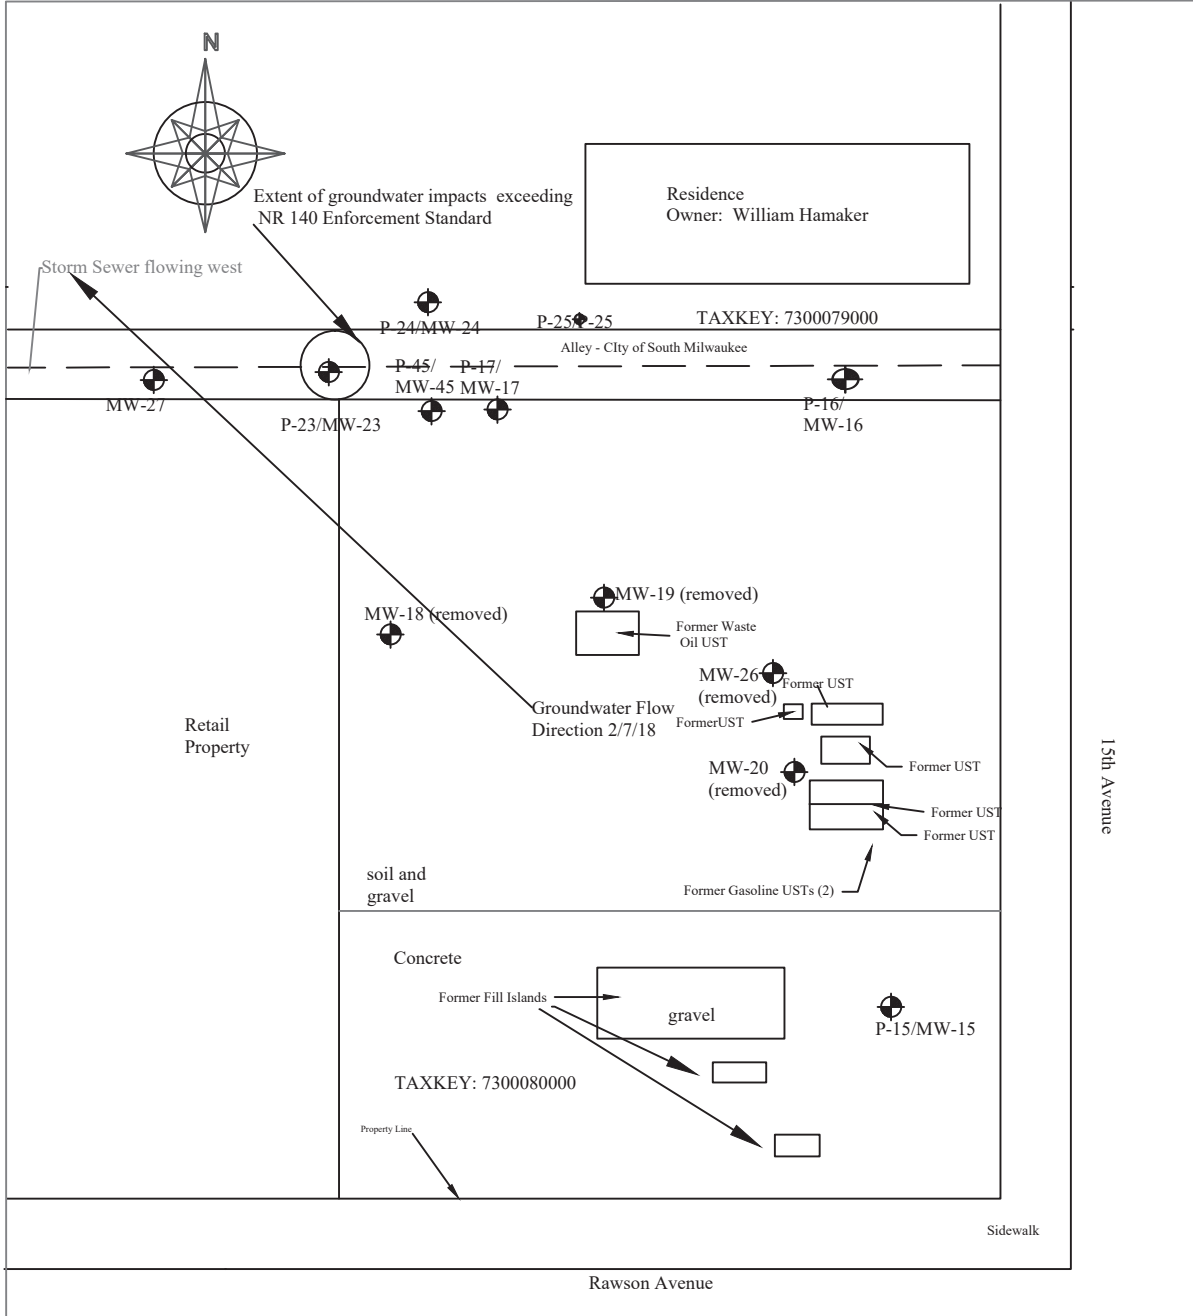 N
Extent of groundwater impacts exceeding
NR 140 Enforcement Standard
Residence
Owner: William Hamaker
Storm Sewer flowing west
P-24/MW-24
P-25/P-25
TAXKEY: 7300079000
Alley - CIty of South Milwaukee
P-45/
MW-45
P-17/
MW-17
MW-27
P-23/MW-23
P-16/
MW-16
MW-19 (removed)
MW-18 (removed)
Former Waste
Oil UST
MW-26
(removed)
Former UST
FormerUST
Groundwater Flow
Direction 2/7/18
Retail
Property
15th Avenue
Former UST
MW-20
(removed)
Former UST
Former UST
Former Gasoline USTs (2)
soil and
gravel
Concrete
Former Fill Islands
gravel
P-15/MW-15
TAXKEY: 7300080000
Property Line
Sidewalk
Rawson Avenue